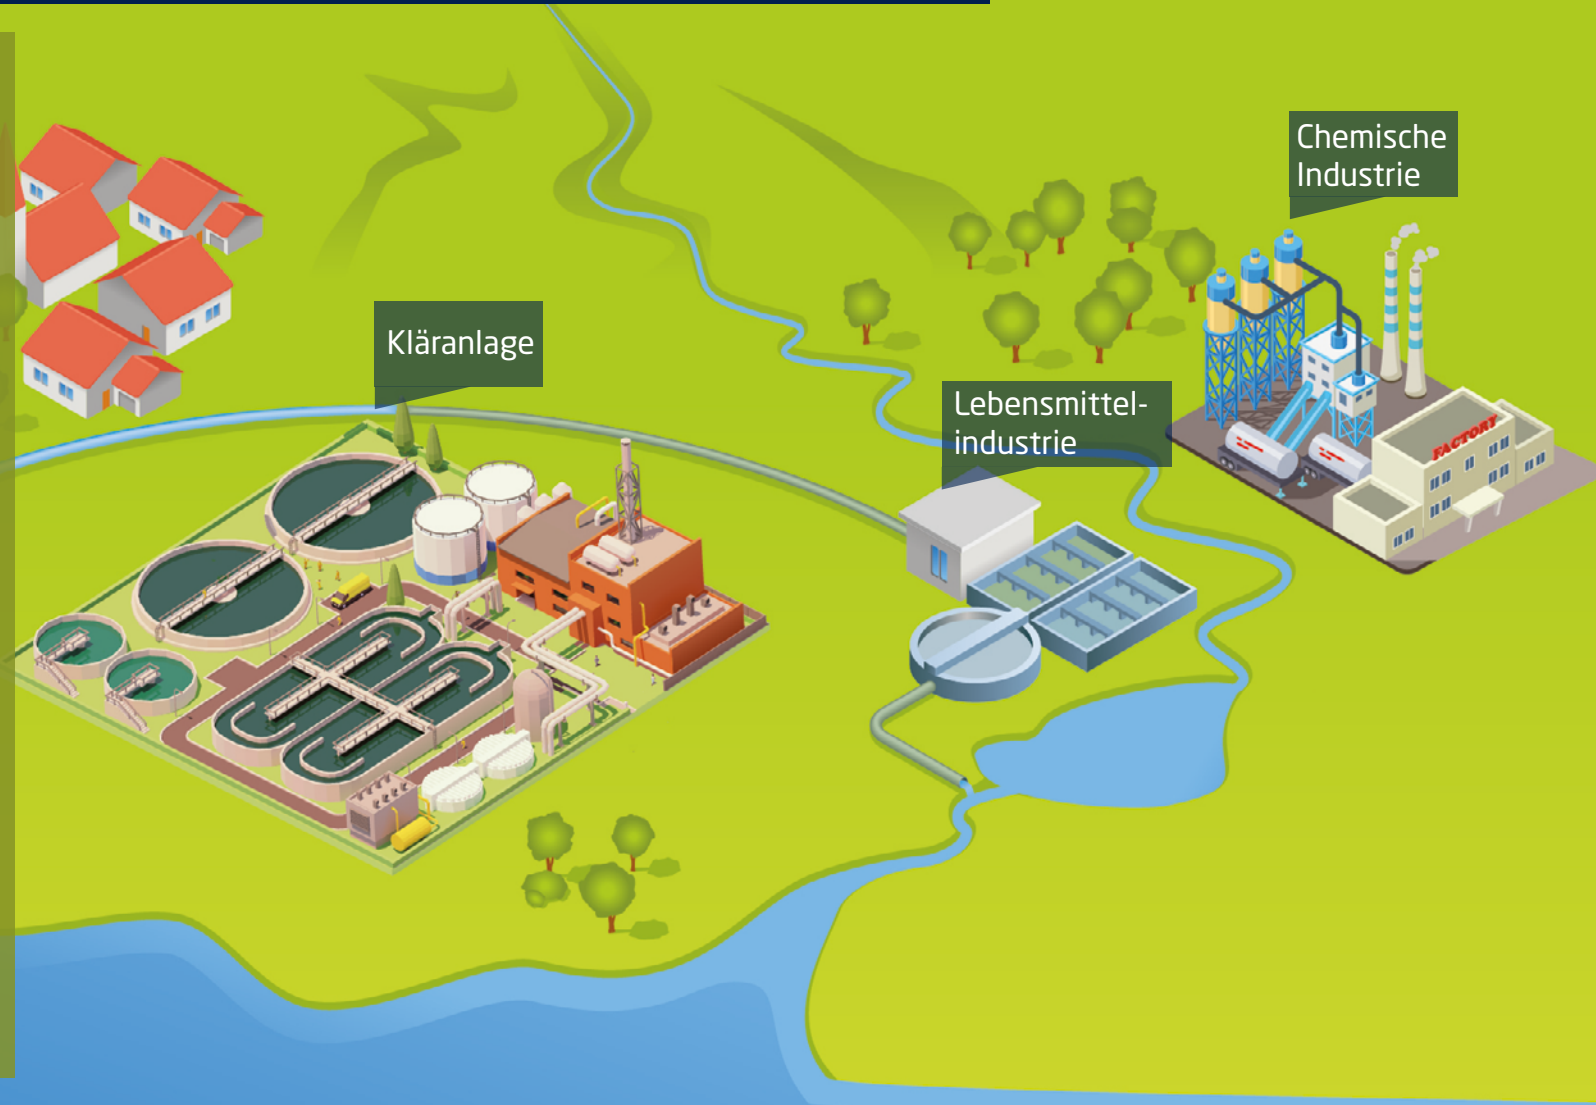 Chemische
Industrie
Kläranlage
Lebensmittel-
industrie
FACTORY